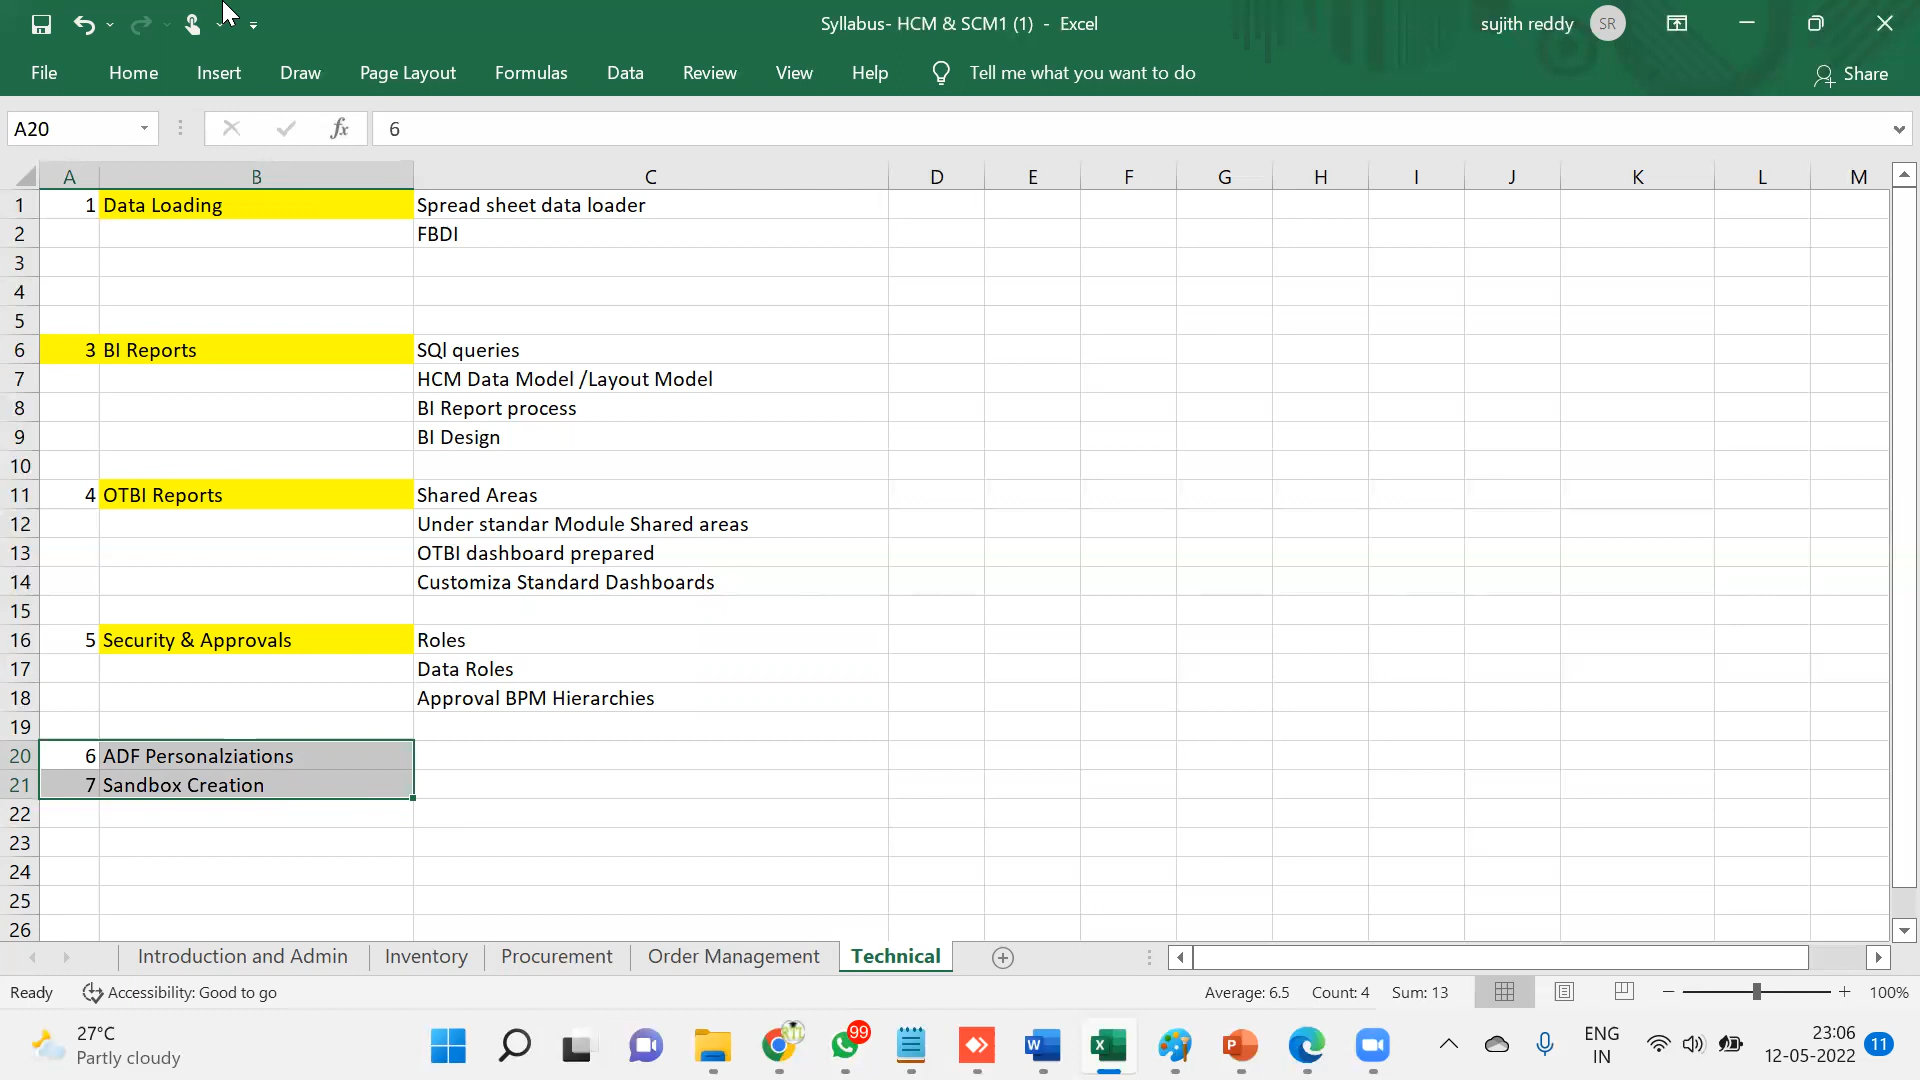 Syllabus- HCM & SCM1 (1) - Excel
sujith reddy SR
File Home Insert Draw Page Layout Formulas Data Review View Help Tell me what you want to do Share
A20 fx 6
A B C D E F G H I J K L M
1 1 Data Loading Spread sheet data loader
2 FBDI
3
4
5
6 3 BI Reports SQl queries
7 HCM Data Model /Layout Model
8 BI Report process
9 BI Design
10
11 4 OTBI Reports Shared Areas
12 Under standar Module Shared areas
13 OTBI dashboard prepared
14 Customiza Standard Dashboards
15
16 5 Security & Approvals Roles
17 Data Roles
18 Approval BPM Hierarchies
19
20 6 ADF Personalziations
21 7 Sandbox Creation
22
23
24
25
26
Introduction and Admin Inventory Procurement Order Management Technical
Ready Accessibility: Good to go Average: 6.5 Count: 4 Sum: 13 100%
27°C
Partly cloudy
99
ENG
IN
23:06
12-05-2022
11